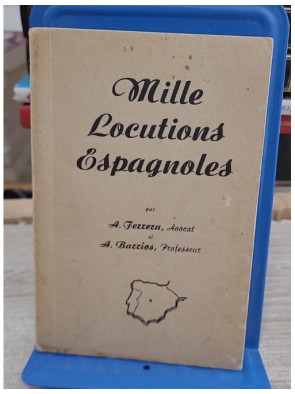 Mille
Locutions
Espagnoles
par
A. Ferrera, Avocat
et
A. Barrios, Professeur